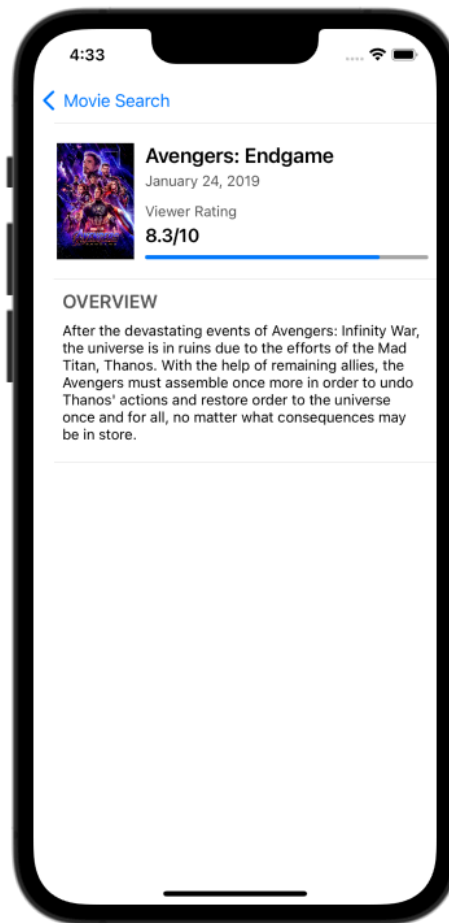 4:33
Movie Search
Avengers: Endgame
January 24, 2019
Viewer Rating
8.3/10
OVERVIEW
After the devastating events of Avengers: Infinity War,
the universe is in ruins due to the efforts of the Mad
Titan, Thanos. With the help of remaining allies, the
Avengers must assemble once more in order to undo
Thanos' actions and restore order to the universe
once and for all, no matter what consequences may
be in store.